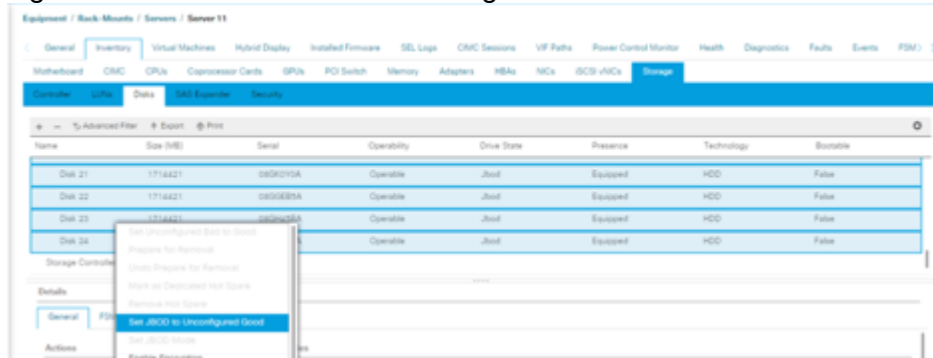 Equipment / Rack-Mounts / Servers / Server 11
General Inventory Virtual Machines Hybrid Display Installed Firmware SEL Logs CIMC Sessions VIF Paths Power Control Monitor Health Diagnostics Faults Events FSM
Motherboard CIMC CPUs Coprocessor Cards GPUs PCI Switch Memory Adapters HBAs NICs iSCSI vNICs Storage
Controller LUNs Disks SAS Expander Security
+ - Advanced Filter Export Print
Name Size (MB) Serial Operability Drive State Presence Technology Bootable
Disk 21 1714421 Operable Jbod Equipped HDD False
Disk 22 1714421 Operable Jbod Equipped HDD False
Disk 23 1714421 Operable Jbod Equipped HDD False
Disk 24 Operable Jbod Equipped HDD False
Set Unconfigured Bad to Good
Prepare for Removal
Storage Controller
Undo Prepare for Removal
Mark as Dedicated Hot Spare
Details
Remove Hot Spare
General
Set JBOD to Unconfigured Good
Set JBOD Mode
Actions
Enable Encryption